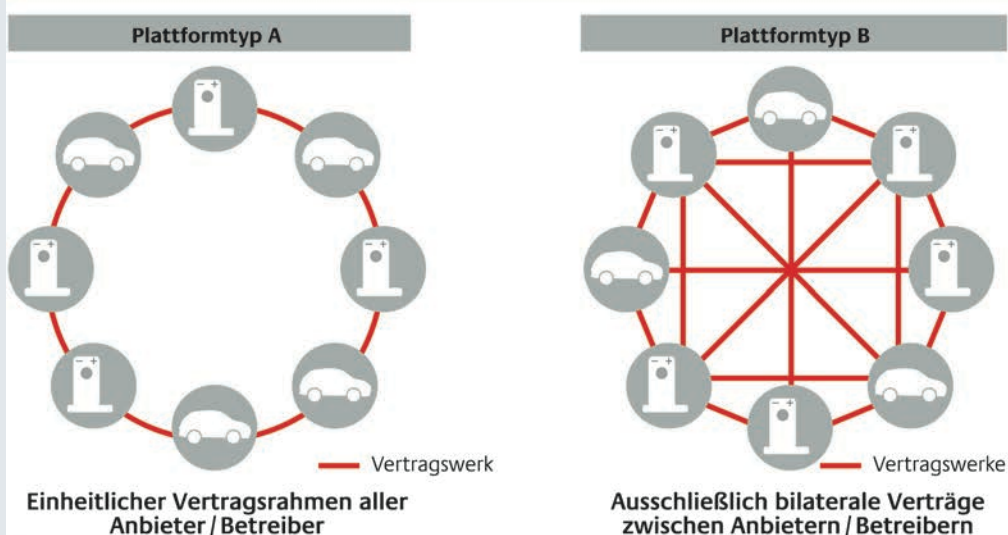 Plattformtyp A
Vertragswerk
Einheitlicher Vertragsrahmen aller
Anbieter / Betreiber
Plattformtyp B
Vertragswerke
Ausschließlich bilaterale Verträge
zwischen Anbietern / Betreibern